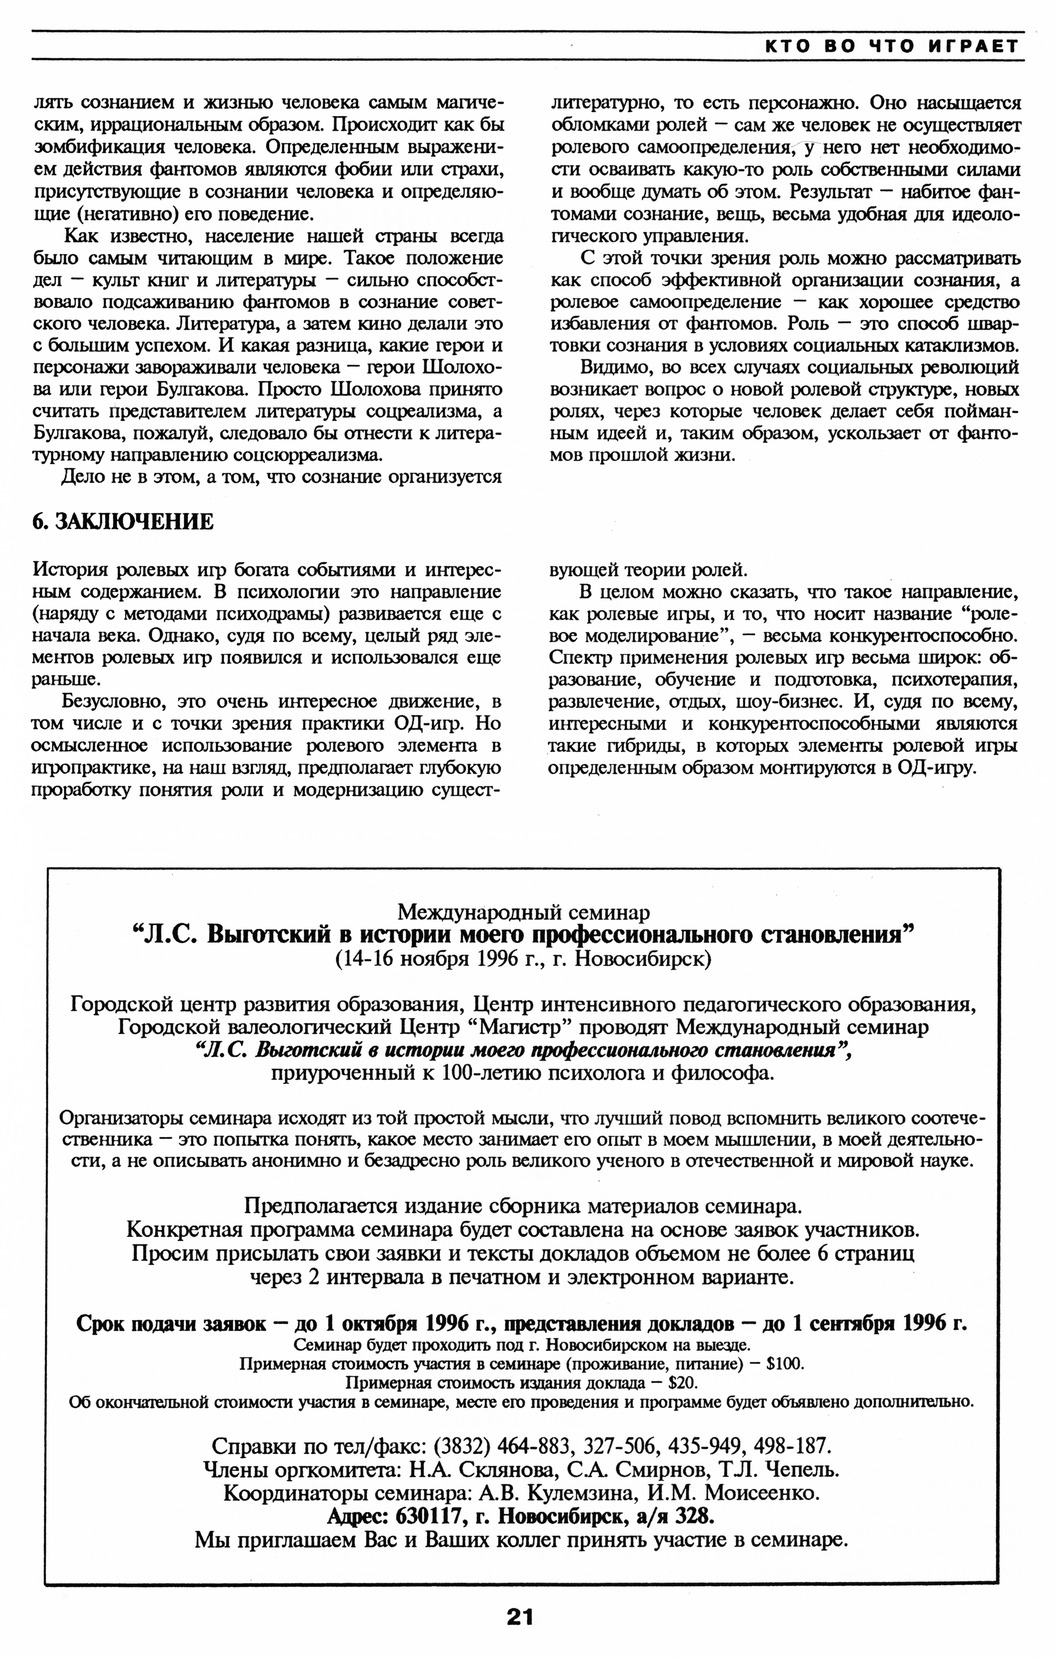 КТО ВО ЧТО ИГРАЕТ
лять сознанием и жизнью человека самым магиче-
ским, иррациональным образом. Происходит как бы
зомбификация человека. Определенным выражени-
ем действия фантомов являются фобии или страхи,
присутствующие в сознании человека и определяю-
щие (негативно) его поведение.
Как известно, население нашей страны всегда
было самым читающим в мире. Такое положение
дел — культ книг и литературы — сильно способст-
вовало подсаживанию фантомов в сознание совет-
ского человека. Литература, а затем кино делали это
с большим успехом. И какая разница, какие герои и
персонажи завораживали человека — герои Шолохо-
ва или герои Булгакова. Просто Шолохова принято
считать представителем литературы соцреализма, а
Булгакова, пожалуй, следовало бы отнести к литера-
турному направлению соцсюрреализма.
Дело не в этом, а том, что сознание организуется
литературно, то есть персонажно. Оно насыщается
обломками ролей — сам же человек не осуществляет
ролевого самоопределения, у него нет необходимо-
сти осваивать какую-то роль собственными силами
и вообще думать об этом. Результат — набитое фан-
томами сознание, вещь, весьма удобная для идеоло-
гического управления.
С этой точки зрения роль можно рассматривать
как способ эффективной организации сознания, а
ролевое самоопределение — как хорошее средство
избавления от фантомов. Роль — это способ швар-
товки сознания в условиях социальных катаклизмов.
Видимо, во всех случаях социальных революций
возникает вопрос о новой ролевой структуре, новых
ролях, через которые человек делает себя пойман-
ным идеей и, таким образом, ускользает от фанто-
мов прошлой жизни.
6. ЗАКЛЮЧЕНИЕ
История ролевых игр богата событиями и интерес-
ным содержанием. В психологии это направление
(наряду с методами психодрамы) развивается еще с
начала века. Однако, судя по всему, целый ряд эле-
ментов ролевых игр появился и использовался еще
раньше.
Безусловно, это очень интересное движение, в
том числе и с точки зрения практики ОД-игр. Но
осмысленное использование ролевого элемента в
игропрактике, на наш взгляд, предполагает глубокую
проработку понятия роли и модернизацию сущест-
вующей теории ролей.
В целом можно сказать, что такое направление,
как ролевые игры, и то, что носит название “роле-
вое моделирование”, — весьма конкурентоспособно.
Спектр применения ролевых игр весьма широк: об-
разование, обучение и подготовка, психотерапия,
развлечение, отдых, шоу-бизнес. И, судя по всему,
интересными и конкурентоспособными являются
такие гибриды, в которых элементы ролевой игры
определенным образом монтируются в ОД-игру.
Международный семинар
“Л.С. Выготский в истории моего профессионального становления”
(14-16 ноября 1996 г., г. Новосибирск)
Городской центр развития образования, Центр интенсивного педагогического образования,
Городской валеологический Центр “Магистр” проводят Международный семинар
“Л.С. Выготский в истории моего профессионального становления”,
приуроченный к 100-летию психолога и философа.
Организаторы семинара исходят из той простой мысли, что лучший повод вспомнить великого соотече-
ственника — это попытка понять, какое место занимает его опыт в моем мышлении, в моей деятельно-
сти, а не описывать анонимно и безадресно роль великого ученого в отечественной и мировой науке.
Предполагается издание сборника материалов семинара.
Конкретная программа семинара будет составлена на основе заявок участников.
Просим присылать свои заявки и тексты докладов объемом не более 6 страниц
через 2 интервала в печатном и электронном варианте.
Срок подачи заявок — до 1 октября 1996 г., представления докладов — до 1 сентября 1996 г.
Семинар будет проходить под г. Новосибирском на выезде.
Примерная стоимость участия в семинаре (проживание, питание) — $100.
Примерная стоимость издания доклада — $20.
Об окончательной стоимости участия в семинаре, месте его проведения и программе будет объявлено дополнительно.
Справки по тел/факс: (3832) 464-883, 327-506, 435-949, 498-187.
Члены оргкомитета: Н.А. Склянова, С.А. Смирнов, Т.Л. Чепель.
Координаторы семинара: А.В. Кулемзина, И.М. Моисеенко.
Адрес: 630117, г. Новосибирск, а/я 328.
Мы приглашаем Вас и Ваших коллег принять участие в семинаре.
21